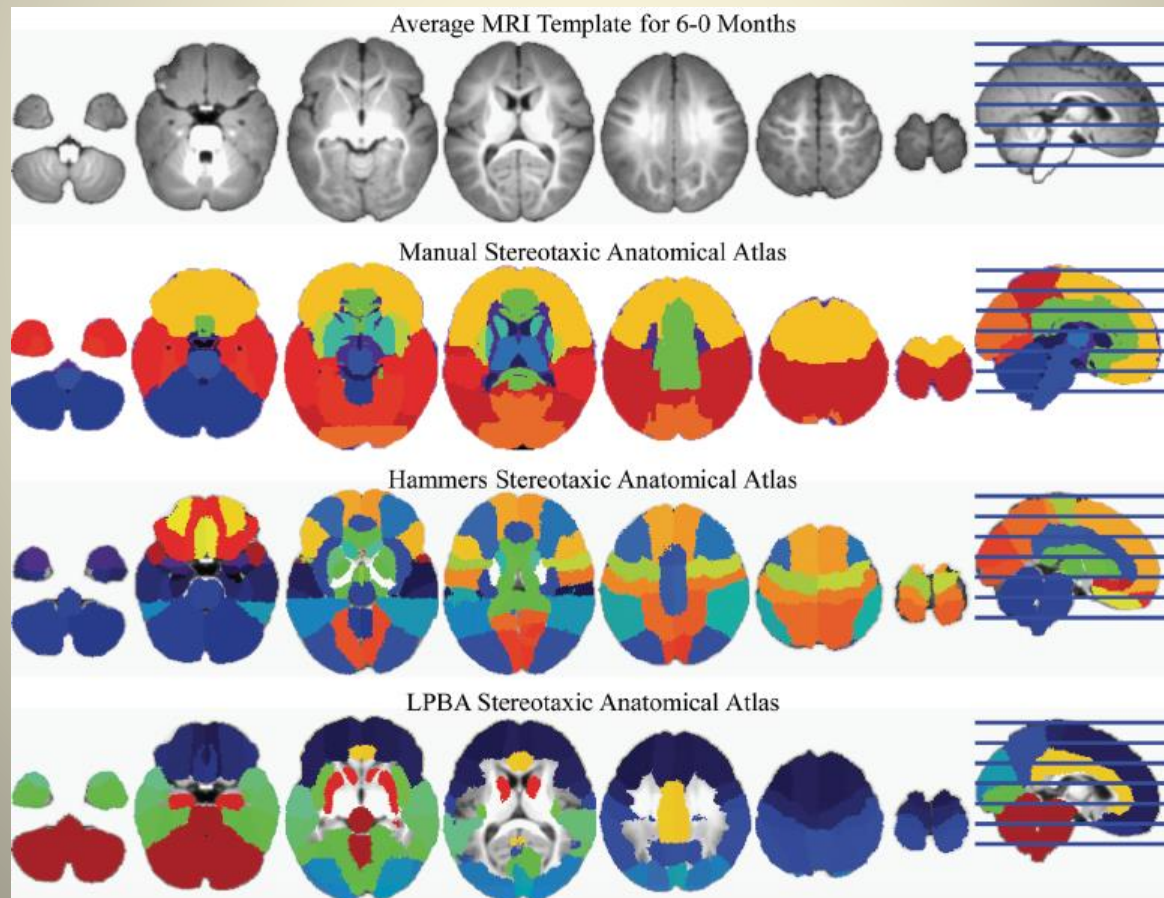 Average MRI Template for 6-0 Months
Manual Stereotaxic Anatomical Atlas
Hammers Stereotaxic Anatomical Atlas
LPBA Stereotaxic Anatomical Atlas